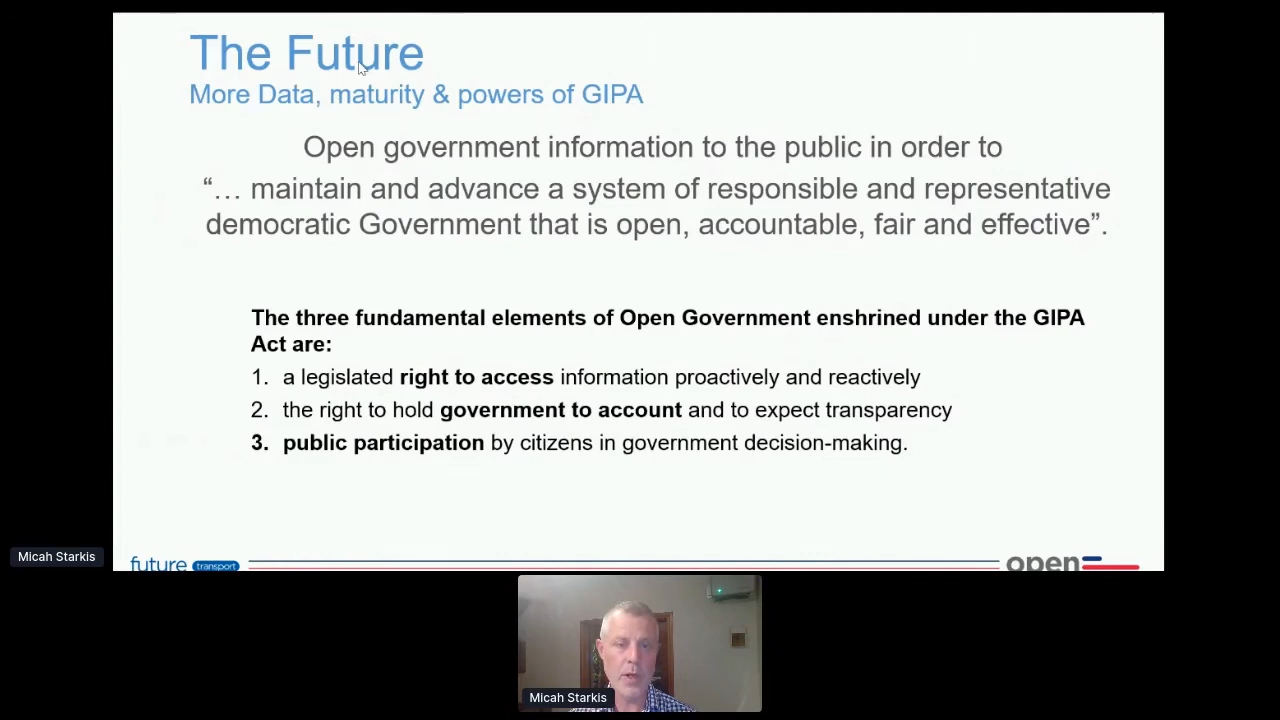 The Future
More Data, maturity & powers of GIPA
Open government information to the public in order to
“… maintain and advance a system of responsible and representative
democratic Government that is open, accountable, fair and effective”.
The three fundamental elements of Open Government enshrined under the GIPA
Act are:
1. a legislated right to access information proactively and reactively
2. the right to hold government to account and to expect transparency
3. public participation by citizens in government decision-making.
Micah Starkis
future transport
open
Micah Starkis